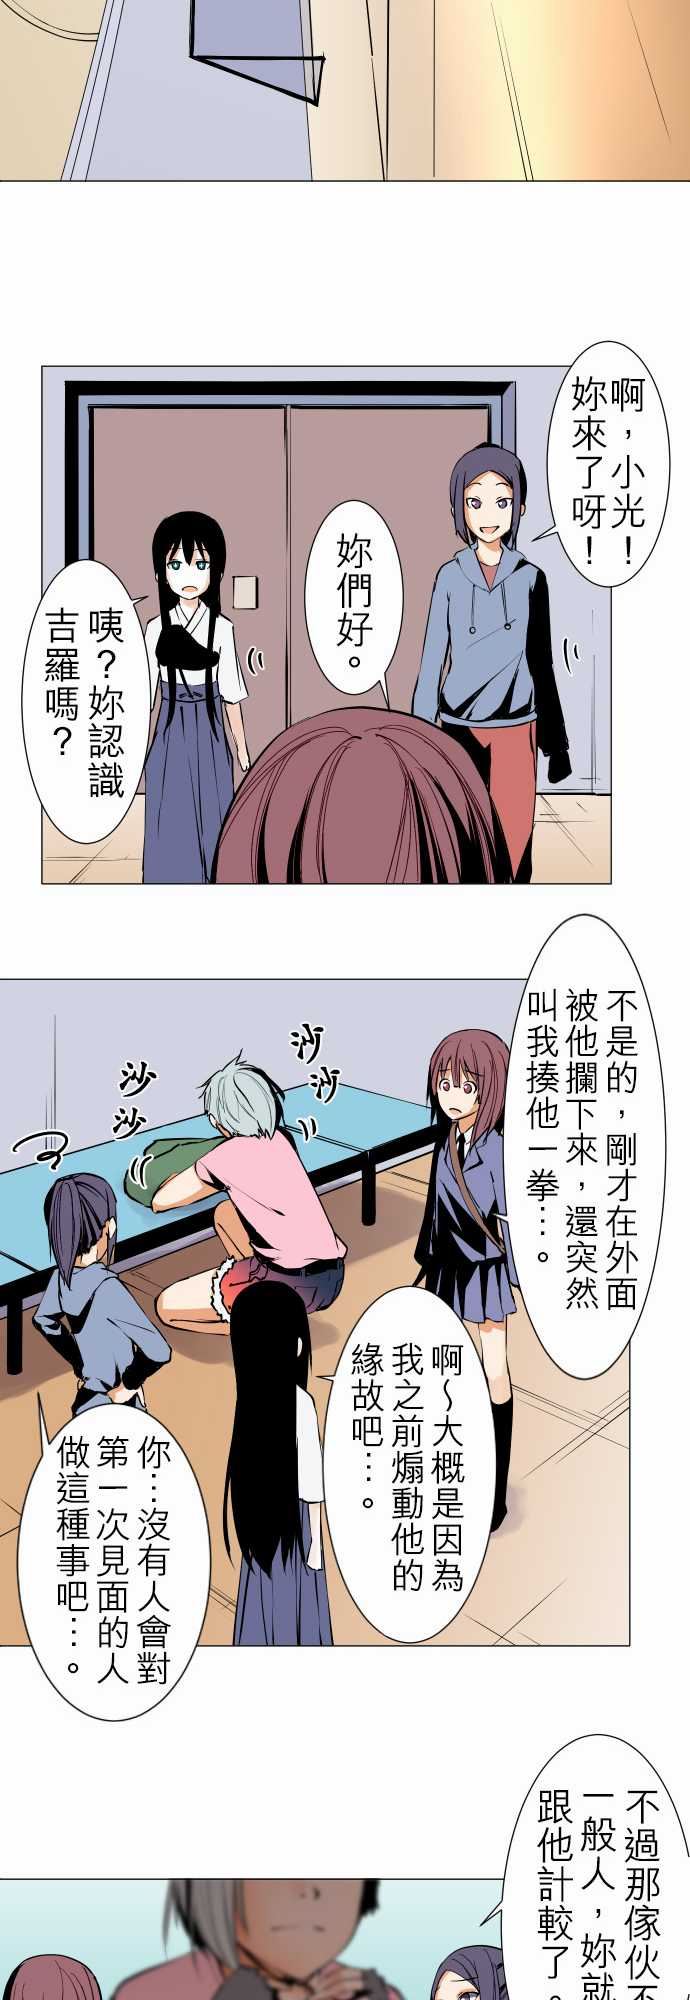 啊，小光！
妳來了呀！
妳們好。
咦？妳認識
吉羅嗎？
不是的，剛才在外面
被他攔下來，還突然
叫我揍他一拳…。
沙沙
沙沙
啊～大概是因為
我之前煽動他的
緣故吧…。
你…沒有人會對
第一次見面的人
做這種事吧…。
不過那傢伙不
一般人，妳就
跟他計較了。